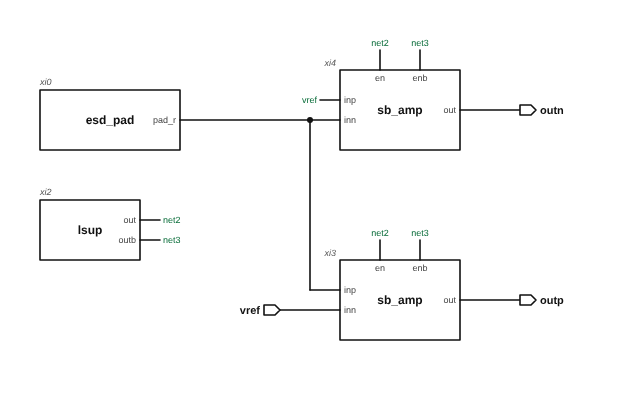 net2 net3
xi4
en enb
xi0
vref inp
sb_amp out outn
esd_pad pad_r inn
xi2
out net2
lsup
outb net3
net2 net3
xi3
en enb
inp
sb_amp out outp
vref inn